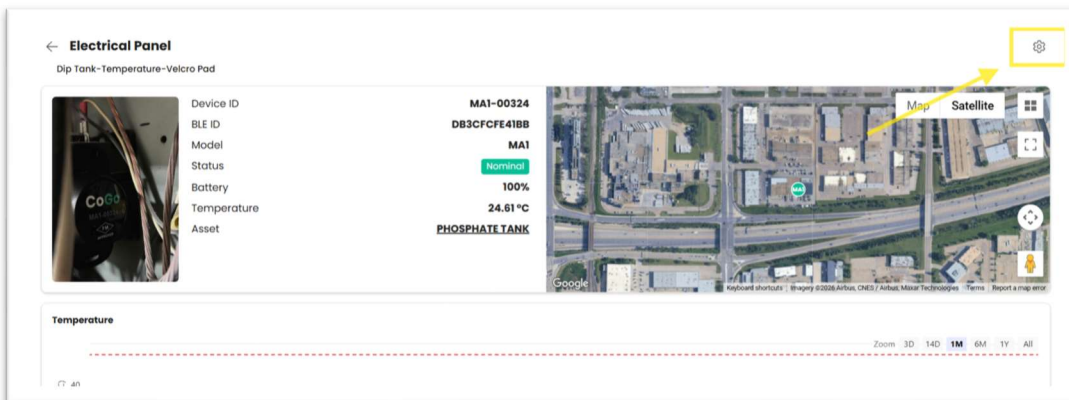 Electrical Panel
Dip Tank-Temperature-Velcro Pad
CoGo
Device ID MA1-00324
BLE ID DB3CFCFE41BB
Model MA1
Status Nominal
Battery 100%
Temperature 24.61 °C
Asset PHOSPHATE TANK
Map Satellite
MA1
Google
Keyboard shortcuts Imagery ©2026 Airbus, CNES / Airbus, Maxar Technologies Terms Report a map error
Temperature
Zoom 3D 14D 1M 6M 1Y All
40